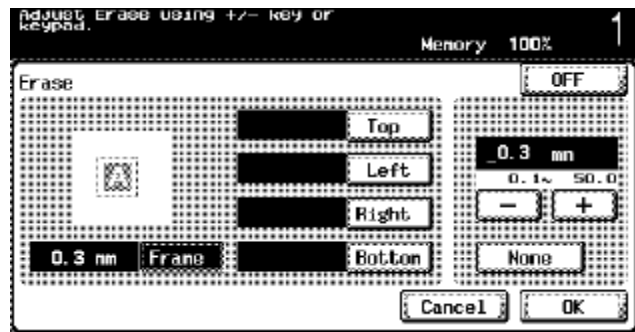 Adjust Erase using +/- key or
keypad.
1
Memory 100%
Erase
OFF
Top
Left
Right
Bottom
0.3 mm Frame
_0.3 mm
0.1~ 50.0
- +
None
Cancel OK